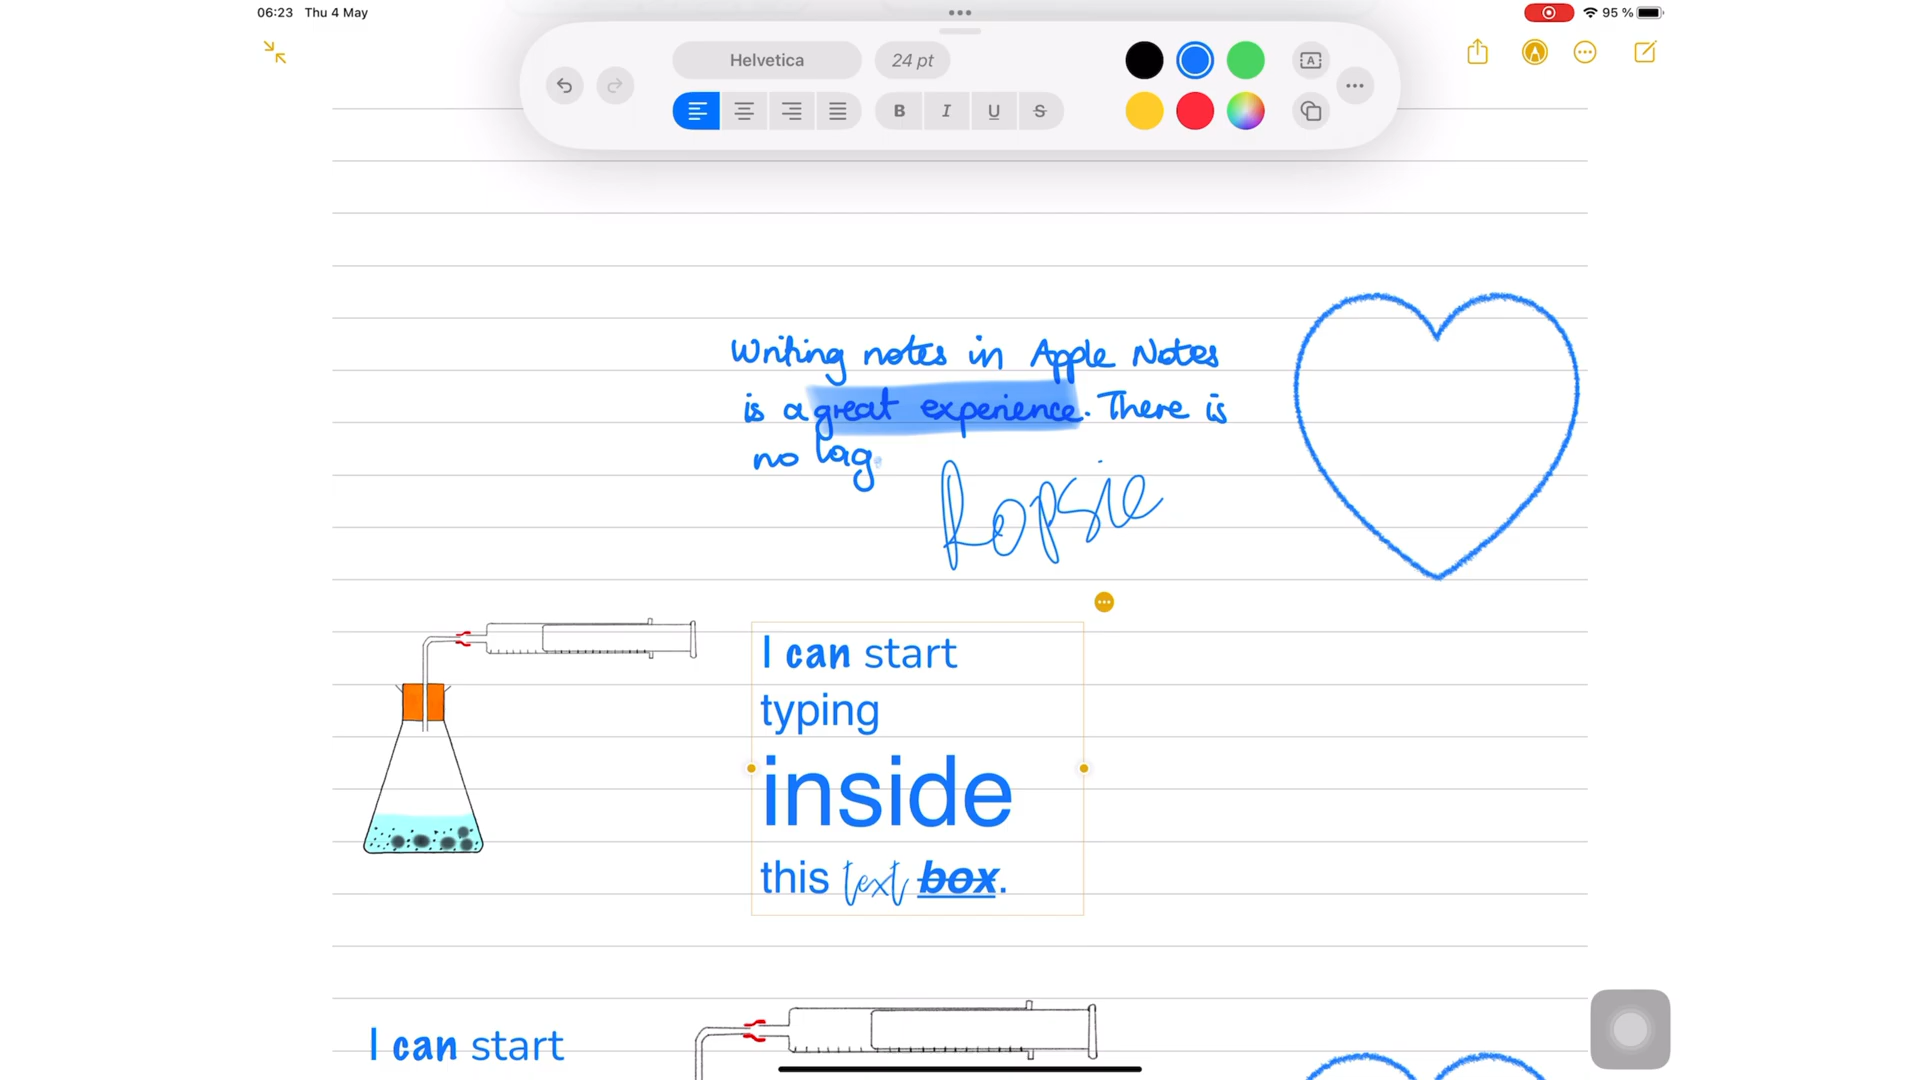 06:23 Thu 4 May
95 %
Helvetica
24 pt
A
B I U S
Writing notes in Apple Notes
is a great experience. There is
no lag.
Ropsie
I can start
typing
inside
this text box.
I can start